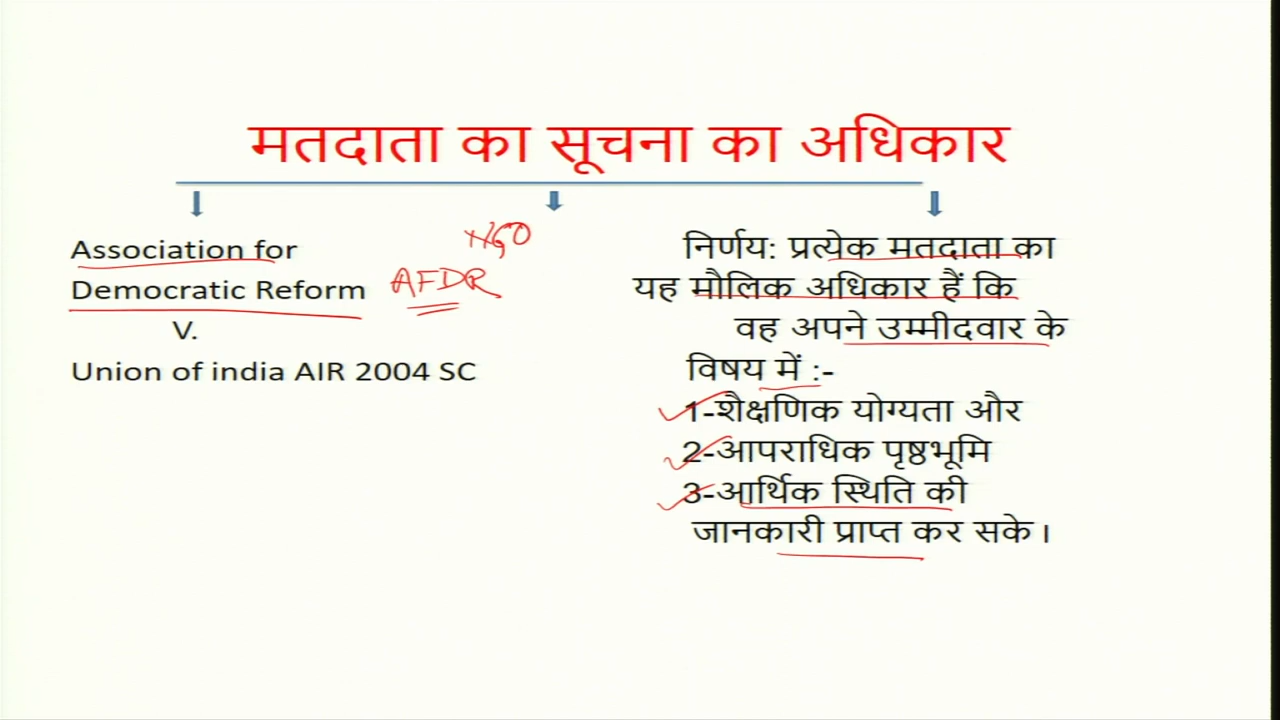 मतदाता का सूचना का अधिकार
Association for
Democratic Reform
V.
Union of india AIR 2004 SC
NGO
AFDR
निर्णय: प्रत्येक मतदाता का
यह मौलिक अधिकार हैं कि
वह अपने उम्मीदवार के
विषय में :-
1-शैक्षणिक योग्यता और
2-आपराधिक पृष्ठभूमि
3-आर्थिक स्थिति की
जानकारी प्राप्त कर सके।